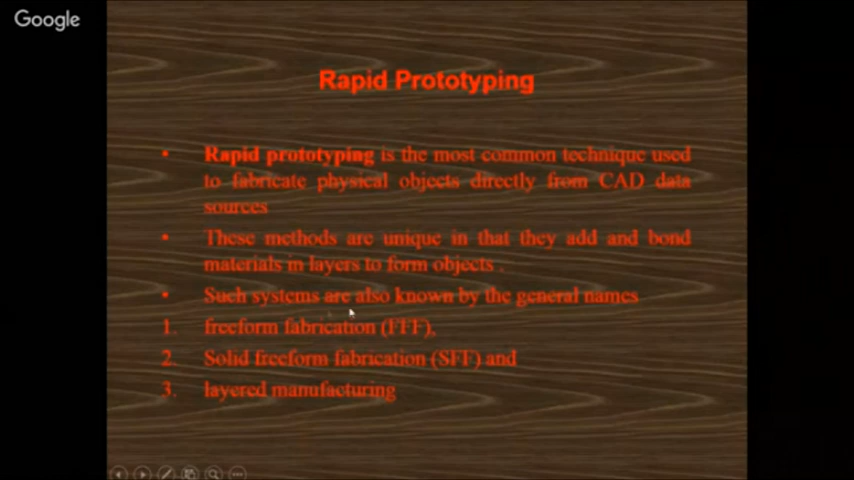 Google
Rapid Prototyping
• Rapid prototyping is the most common technique used
to fabricate physical objects directly from CAD data
sources
• These methods are unique in that they add and bond
materials in layers to form objects .
• Such systems are also known by the general names
1. freeform fabrication (FFF),
2. Solid freeform fabrication (SFF) and
3. layered manufacturing